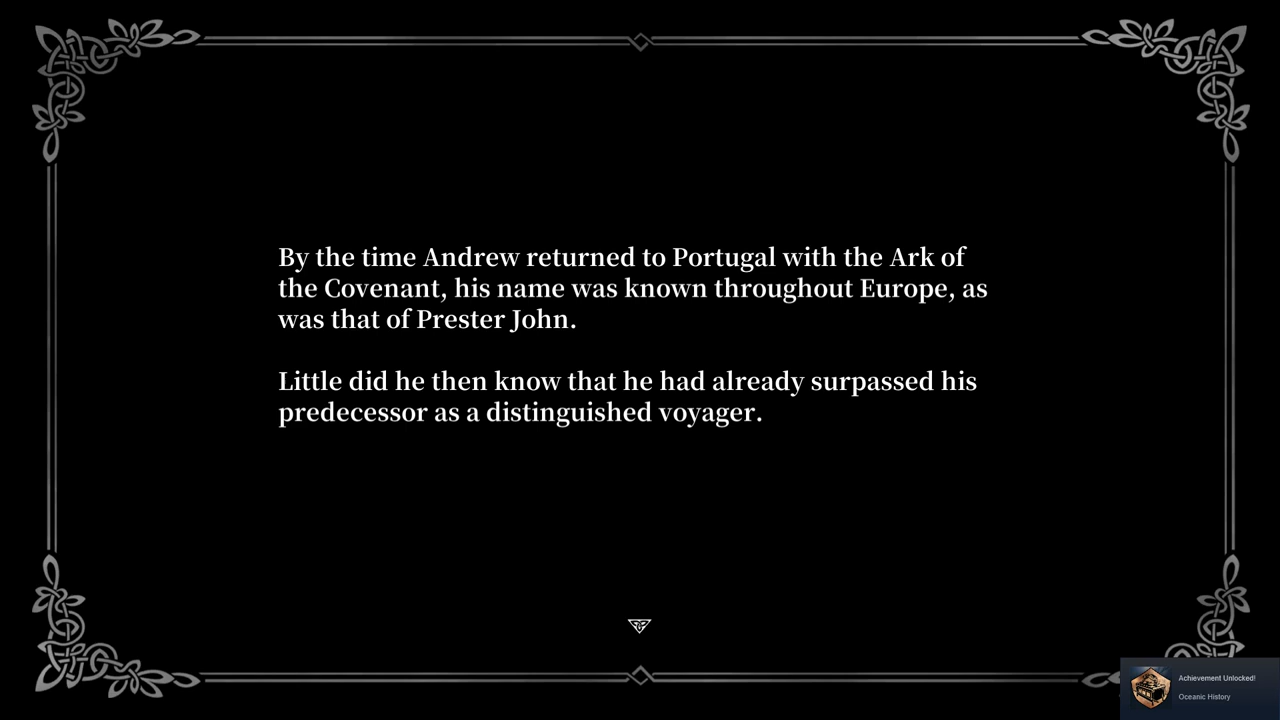 By the time Andrew returned to Portugal with the Ark of
the Covenant, his name was known throughout Europe, as
was that of Prester John.
Little did he then know that he had already surpassed his
predecessor as a distinguished voyager.
Achievement Unlocked!
Oceanic History